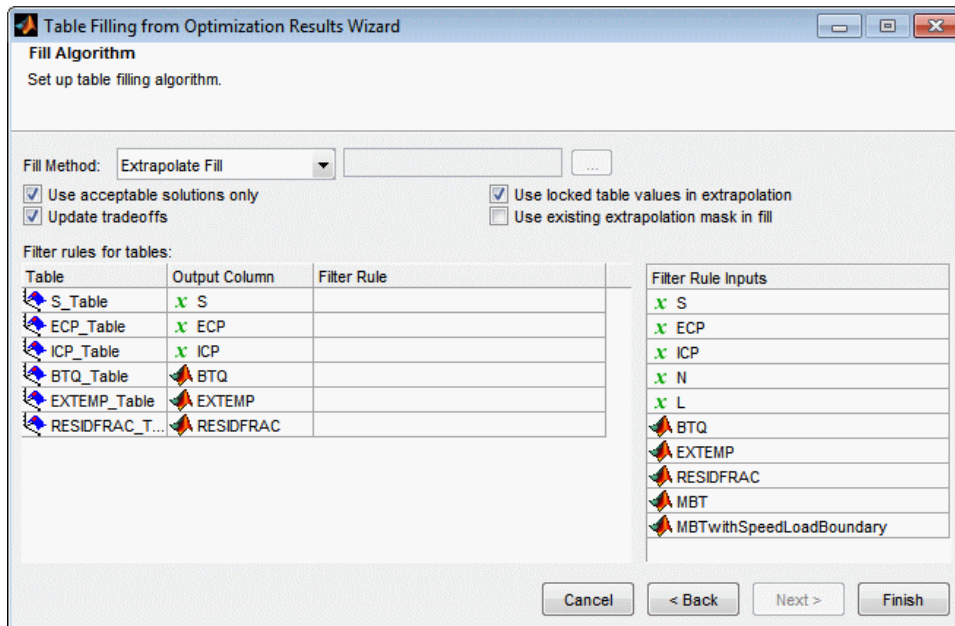 Table Filling from Optimization Results Wizard
Fill Algorithm
Set up table filling algorithm.
Fill Method: Extrapolate Fill ...
Use acceptable solutions only Use locked table values in extrapolation
Update tradeoffs Use existing extrapolation mask in fill
Filter rules for tables:
Table Output Column Filter Rule Filter Rule Inputs
S_Table x S x S
ECP_Table x ECP x ECP
ICP_Table x ICP x ICP
BTQ_Table BTQ x N
EXTEMP_Table EXTEMP x L
RESIDFRAC_T... RESIDFRAC BTQ
EXTEMP
RESIDFRAC
MBT
MBTwithSpeedLoadBoundary
Cancel < Back Next > Finish